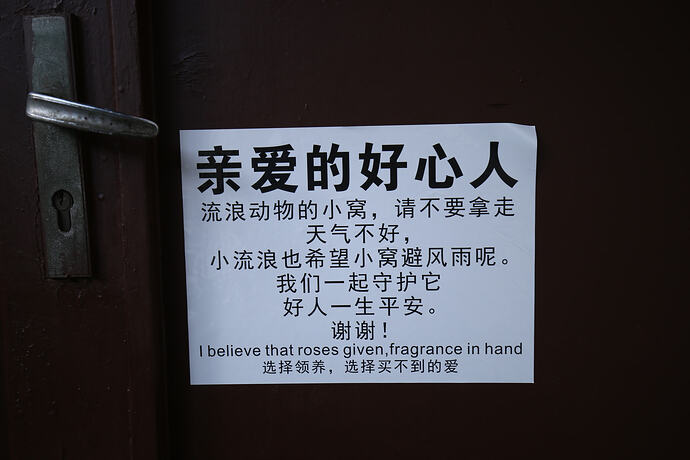 亲爱的好心人
流浪动物的小窝，请不要拿走
天气不好，
小流浪也希望小窝避风雨呢。
我们一起守护它
好人一生平安。
谢谢！
I believe that roses given,fragrance in hand
选择领养，选择买不到的爱